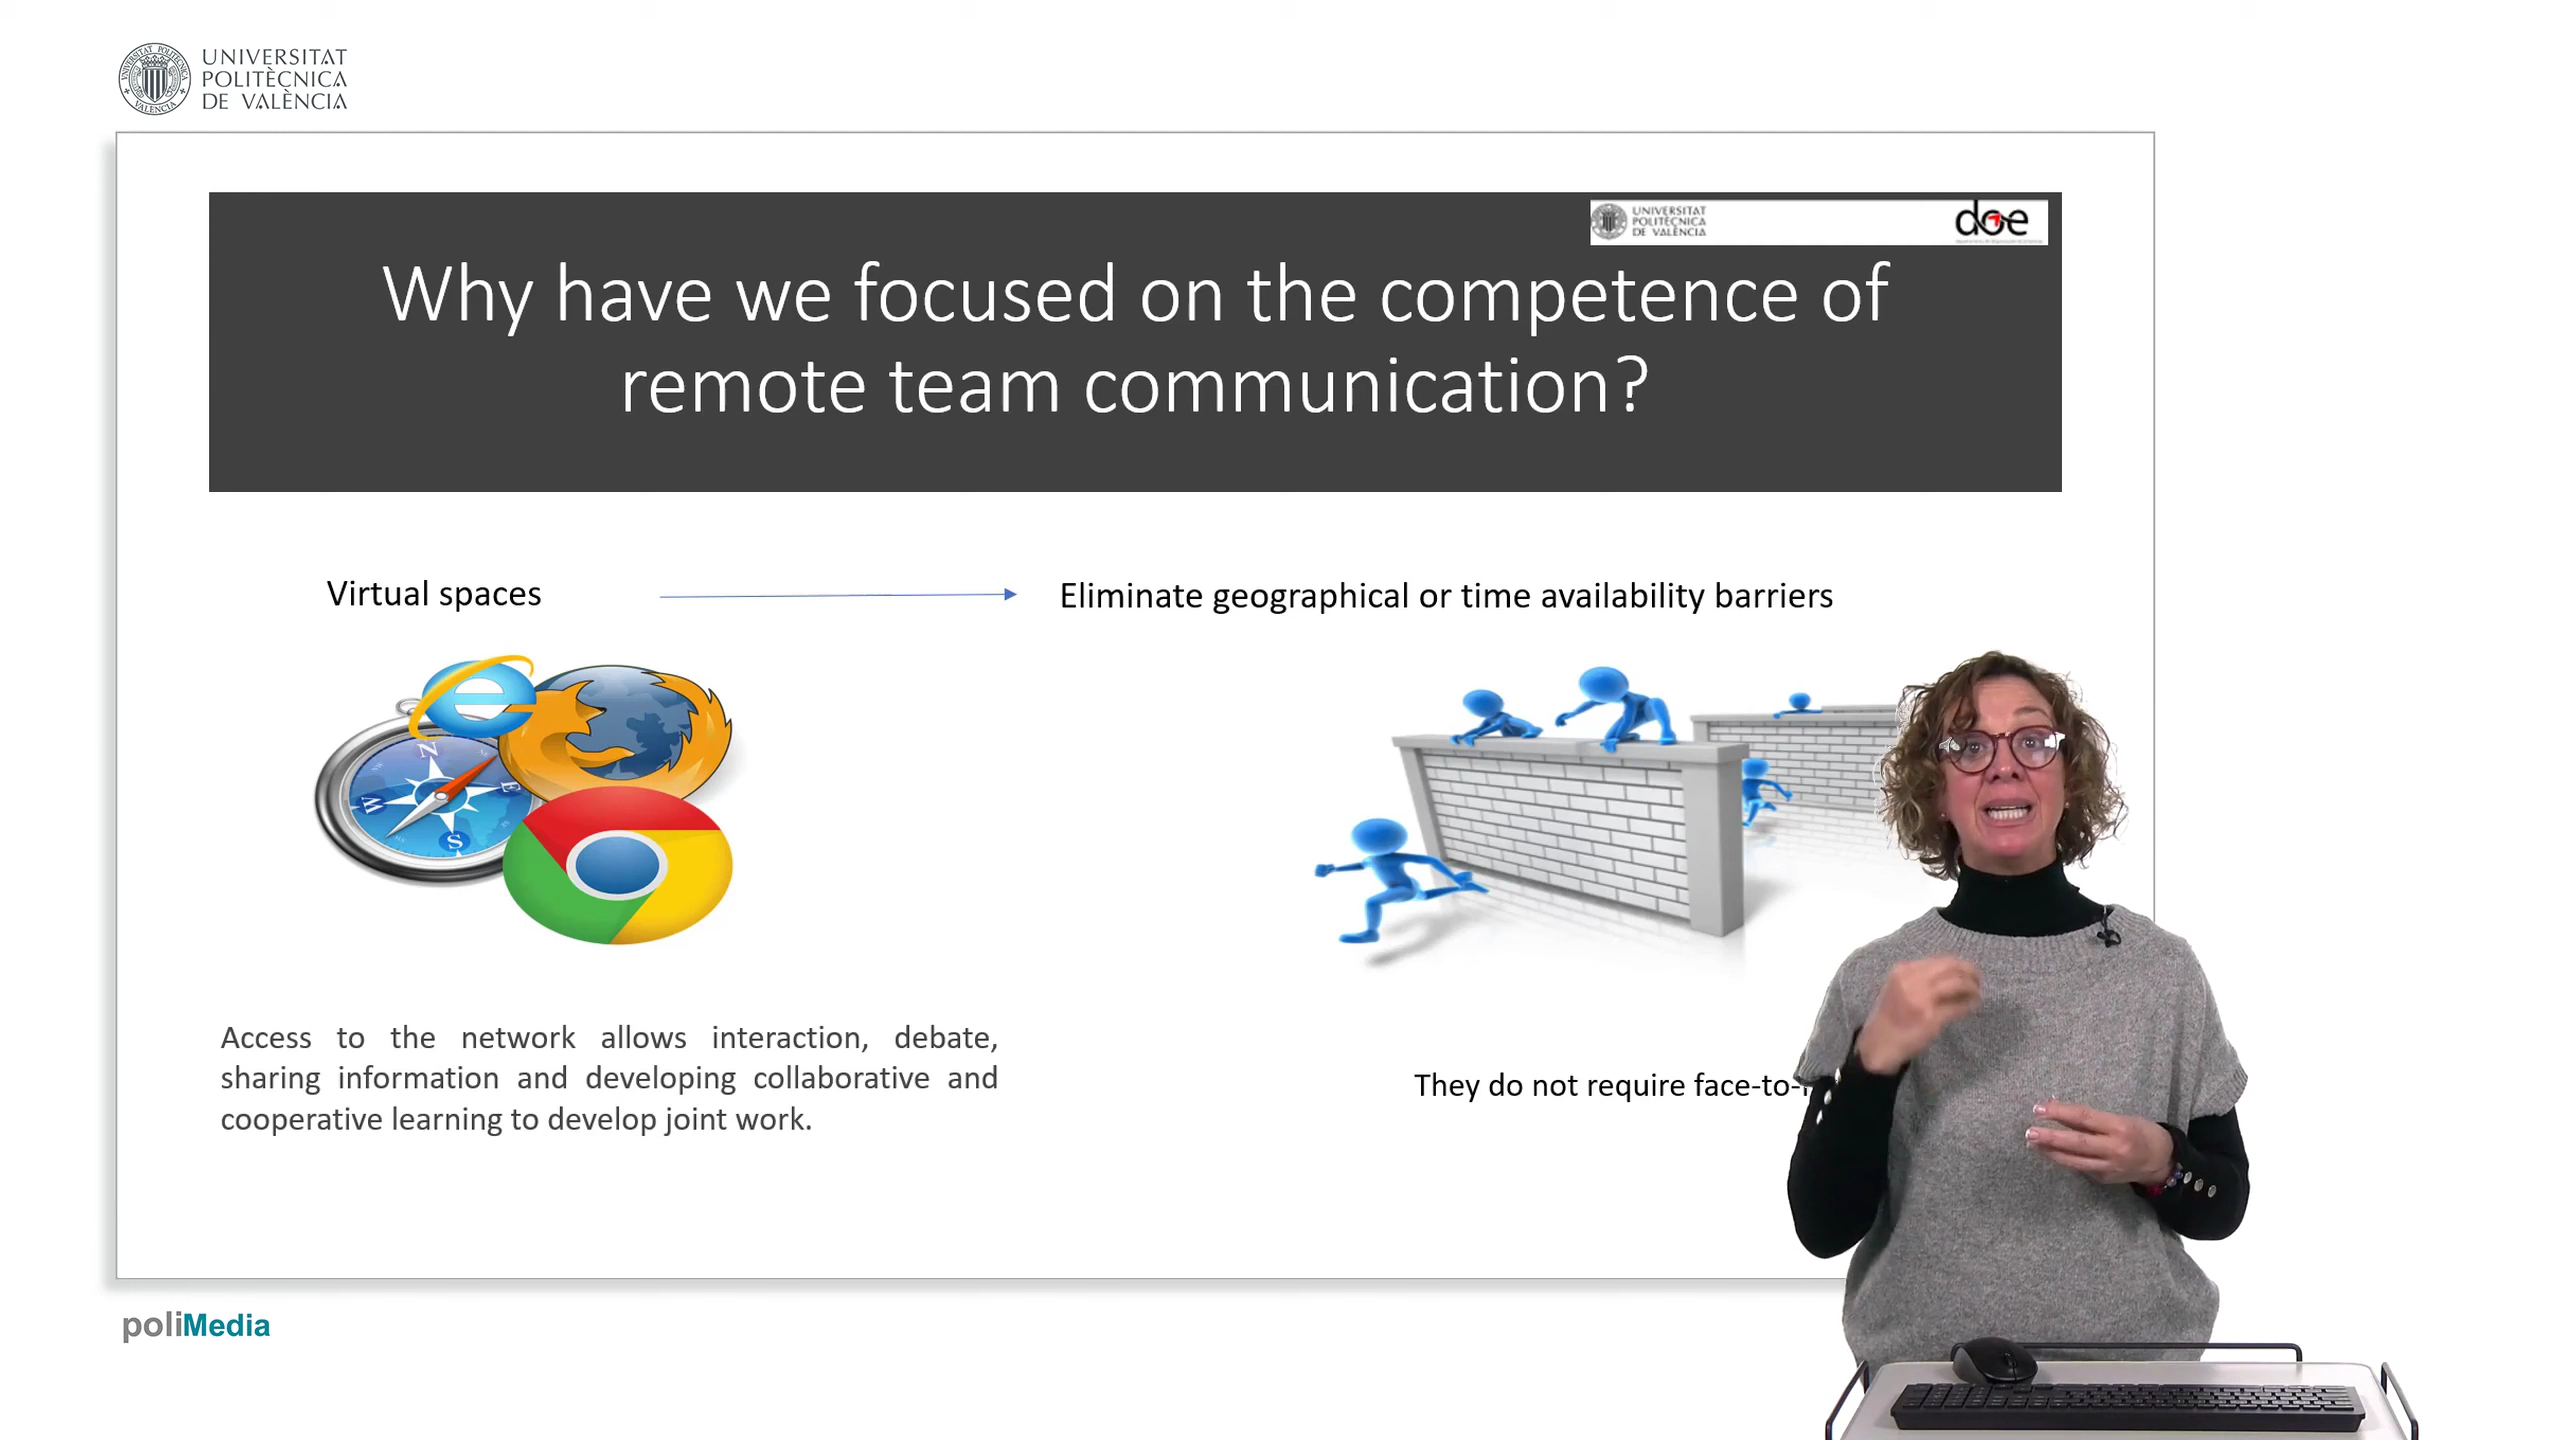 UNIVERSITAT
POLITÈCNICA
DE VALÈNCIA
UNIVERSITAT
POLITÈCNICA
DE VALÈNCIA
doe
Why have we focused on the competence of
remote team communication?
Virtual spaces
Eliminate geographical or time availability barriers
N
E
S
W
Access to the network allows interaction, debate,
sharing information and developing collaborative and
cooperative learning to develop joint work.
They do not require face-to-
poliMedia